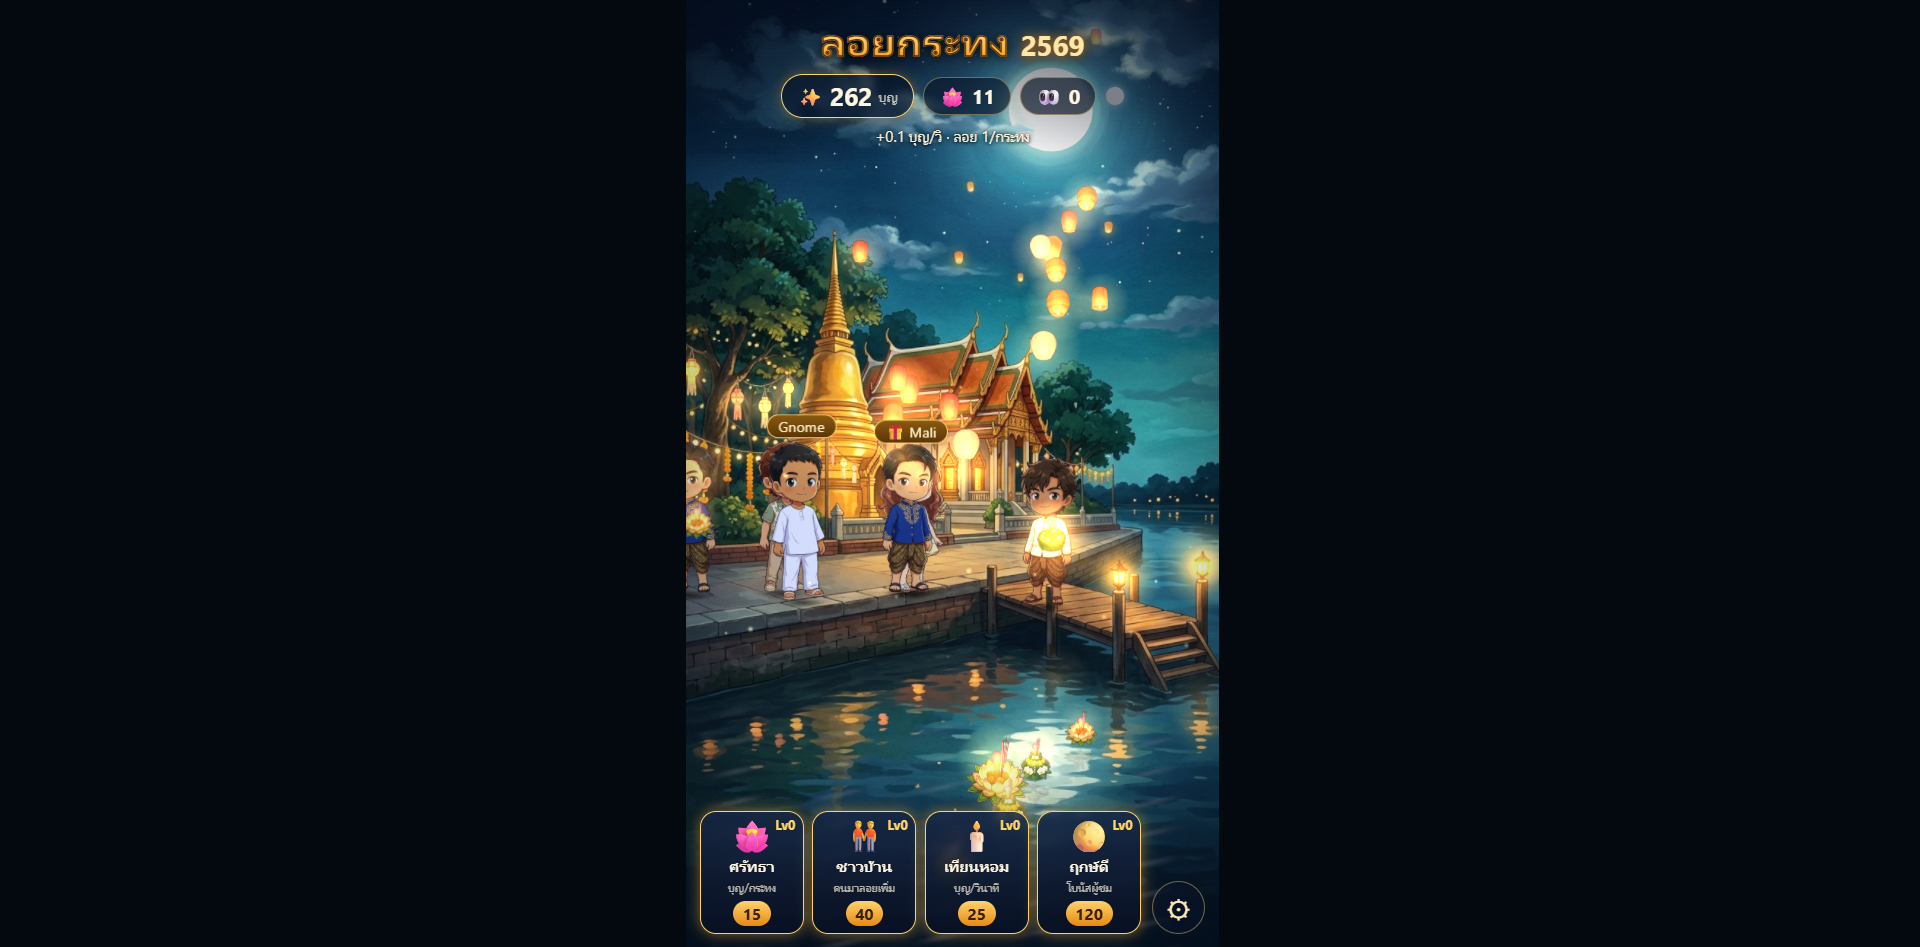 ลอยกระทง 2569
262 บุญ 11 0
+0.1 บุญ/วิ · ลอย 1/กระทง
Gnome
Mali
Lv0 Lv0 Lv0 Lv0
ศรัทธา ชาวบ้าน เทียนหอม ฤกษ์ดี
บุญ/กระทง คนมาลอยเพิ่ม บุญ/วินาที โบนัสผู้ชม
15 40 25 120